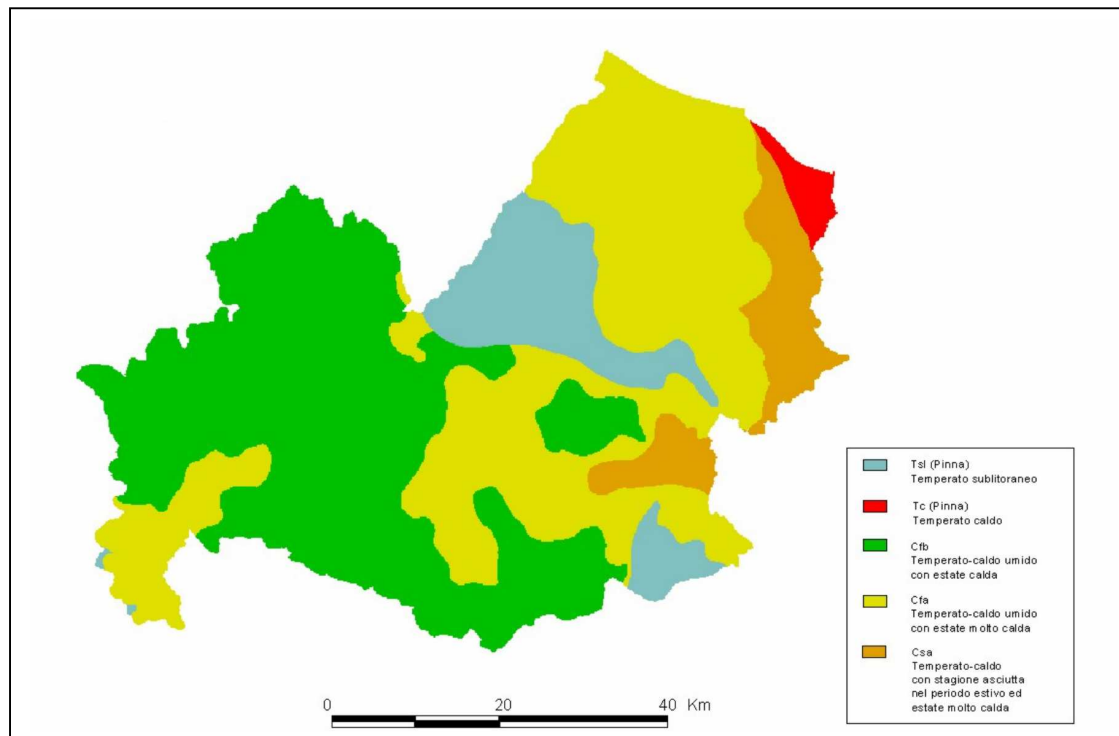 Tsl (Pinna)
Temperato sublitoraneo
Tc (Pinna)
Temperato caldo
Cfb
Temperato-caldo umido
con estate calda
Cfa
Temperato-caldo umido
con estate molto calda
Csa
Temperato-caldo
con stagione asciutta
nel periodo estivo ed
estate molto calda
0 20 40 Km